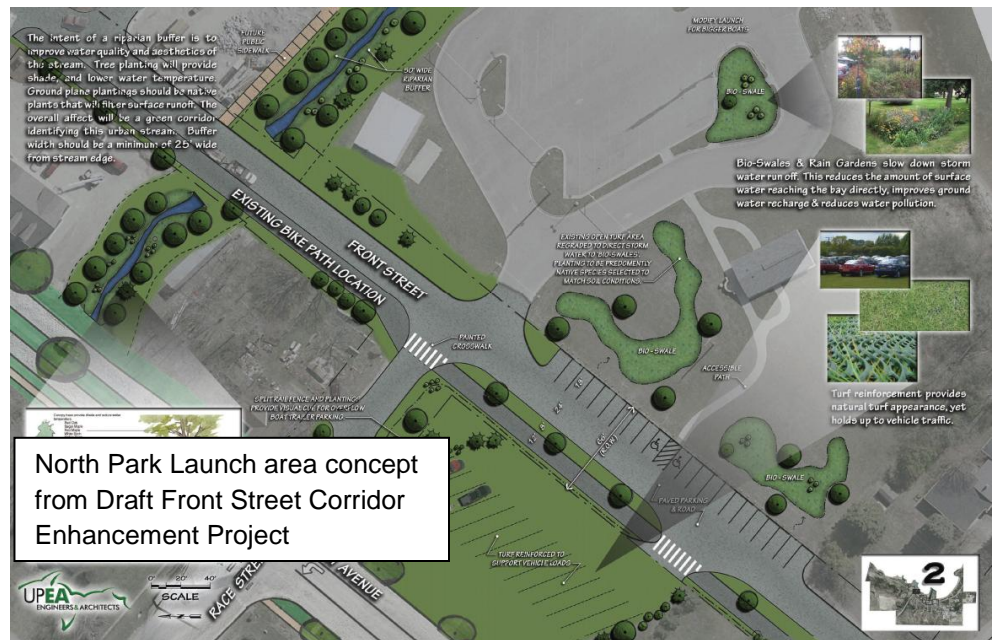 The intent of a riparian buffer is to
improve water quality and aesthetics of
the stream. Tree planting will provide
shade, and lower water temperature.
Ground plane plantings should be native
plants that will filter surface runoff. The
overall affect will be a green corridor
identifying this urban stream. Buffer
width should be a minimum of 25' wide
from stream edge.
FUTURE
PUBLIC
SIDEWALK
50' WIDE
RIPARIAN
BUFFER
MODIFY LAUNCH
FOR BIGGER BOATS
BIO-SWALE
Bio-Swales & Rain Gardens slow down storm
water run off. This reduces the amount of surface
water reaching the bay directly, improves ground
water recharge & reduces water pollution.
EXISTING BIKE PATH LOCATION
FRONT STREET
EXISTING OPEN TURF AREA
REGRADED TO DIRECT STORM
WATER TO 'BIO-SWALES'.
PLANTING TO BE PREDOMENTLY
NATIVE SPECIES SELECTED TO
MATCH SOIL CONDITIONS.
PAINTED
CROSSWALK
BIO-SWALE
ACCESSIBLE
PATH
SPLIT RAIL FENCE AND PLANTING
PROVIDE VISUAL CUE FOR OVERFLOW
BOAT TRAILER PARKING
Turf reinforcement provides
natural turf appearance, yet
holds up to vehicle traffic.
66'
(R.O.W.)
BIO-SWALE
PAVED PARKING
& ROAD
TURF REINFORCED TO
SUPPORT VEHICLE LOADS
North Park Launch area concept
from Draft Front Street Corridor
Enhancement Project
UPEA
ENGINEERS & ARCHITECTS
0' 20' 40'
SCALE
RACE STREET
AVENUE
2